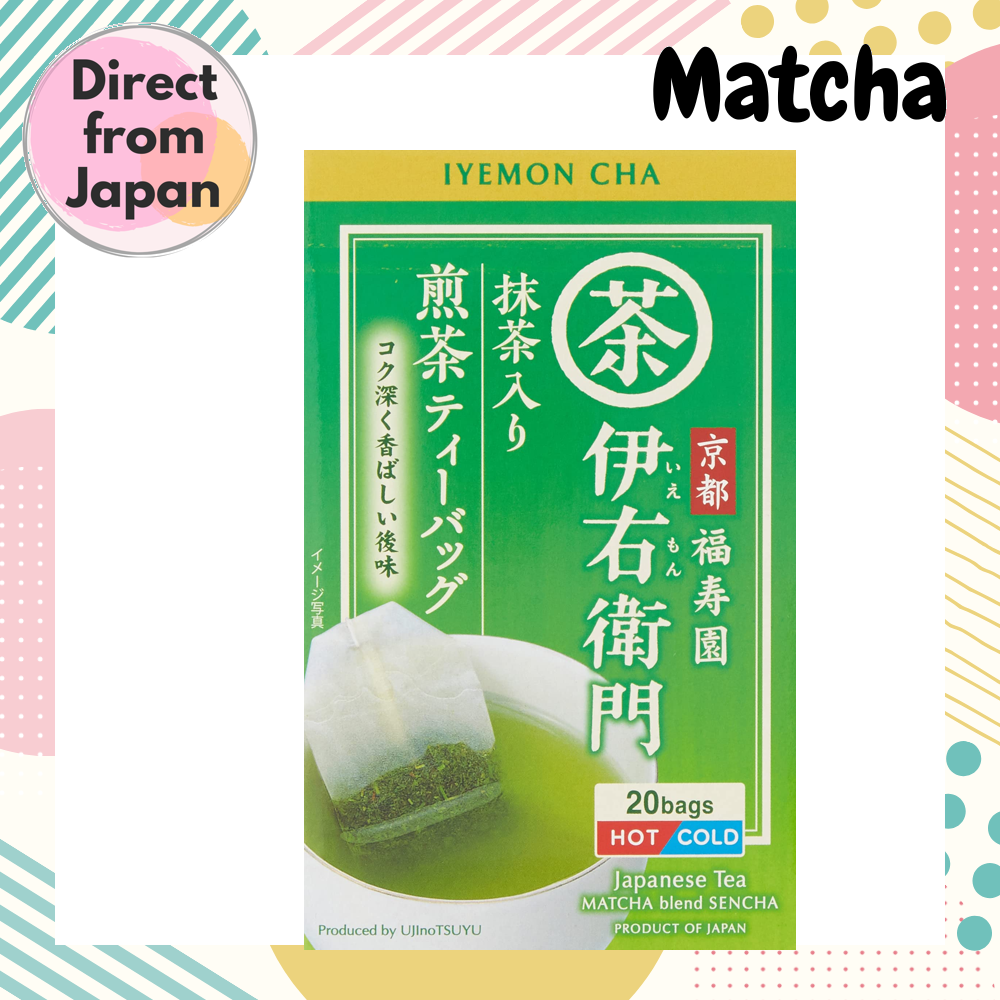 Direct
from
Japan
Matcha
IYEMON CHA
茶
京都 福寿園
伊右衛門
いえ もん
抹茶入り
煎茶ティーバッグ
コク深く香ばしい後味
イメージ写真
20bags
HOT COLD
Japanese Tea
MATCHA blend SENCHA
PRODUCT OF JAPAN
Produced by UJInoTSUYU